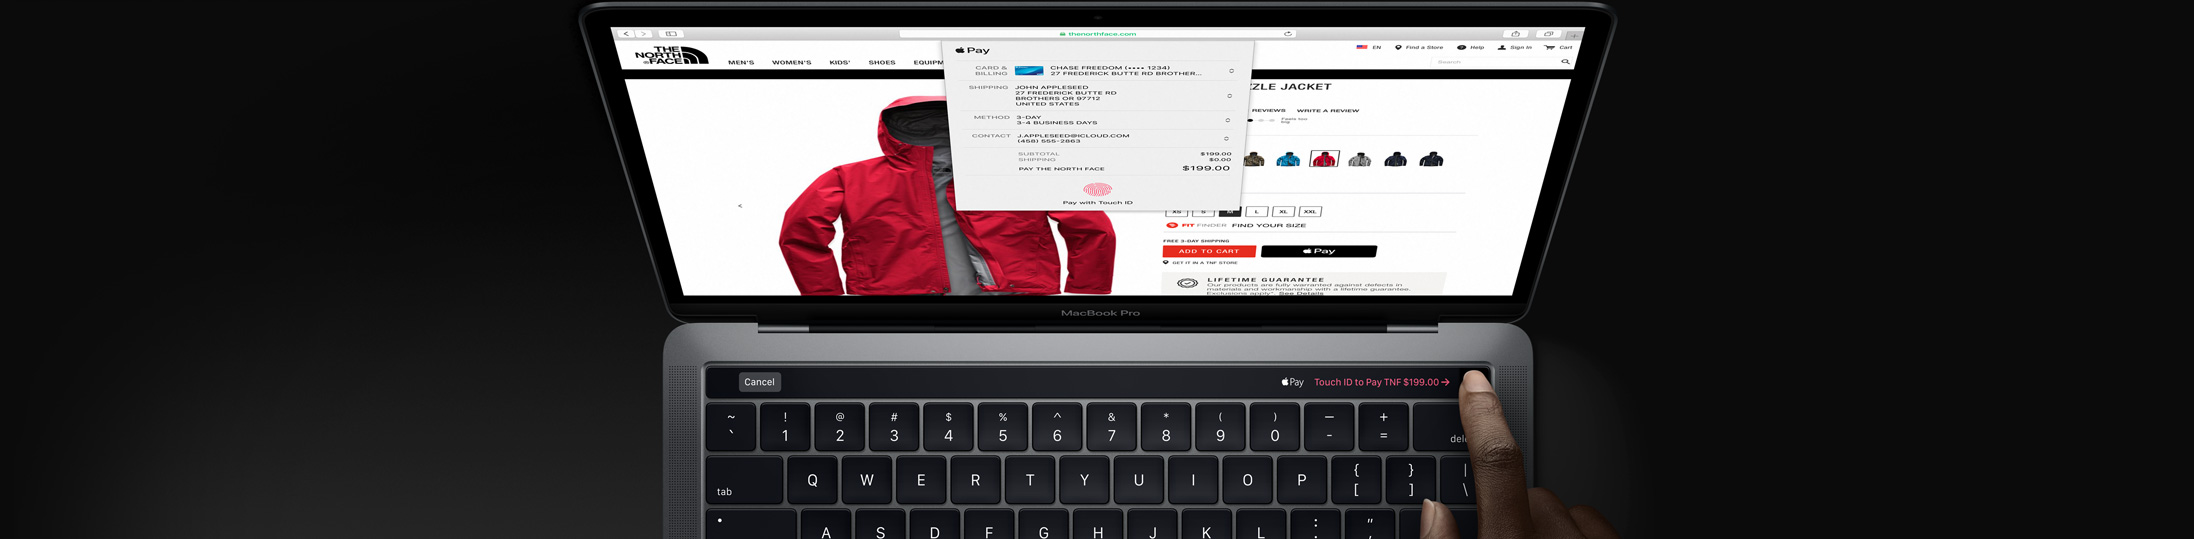 thenorthface.com
THE
NORTH
FACE
MEN'S WOMEN'S KIDS' SHOES EQUIPM
EN Find a Store Help Sign In Cart
Search
Pay
CARD & BILLING CHASE FREEDOM (•••• 1234)
27 FREDERICK BUTTE RD BROTHER...
SHIPPING JOHN APPLESEED
27 FREDERICK BUTTE RD
BROTHERS OR 97712
UNITED STATES
METHOD 3-DAY
3-4 BUSINESS DAYS
CONTACT J.APPLESEED@ICLOUD.COM
(458) 555-2863
SUBTOTAL $199.00
SHIPPING $0.00
PAY THE NORTH FACE $199.00
Pay with Touch ID
ZZLE JACKET
REVIEWS WRITE A REVIEW
XS S M L XL XXL
FIT FINDER FIND YOUR SIZE
FREE 3-DAY SHIPPING
ADD TO CART Pay
GET IT IN A TNF STORE
LIFETIME GUARANTEE
Our products are fully warranted against defects in
materials and workmanship with a lifetime guarantee.
Exclusions apply*. See Details
MacBook Pro
Cancel Pay Touch ID to Pay TNF $199.00 →
~ ! @ # $ % ^ & * ( ) — +
` 1 2 3 4 5 6 7 8 9 0 - =
dele
tab Q W E R T Y U I O P { [ } ] | \
A S D F G H J K L : ; "